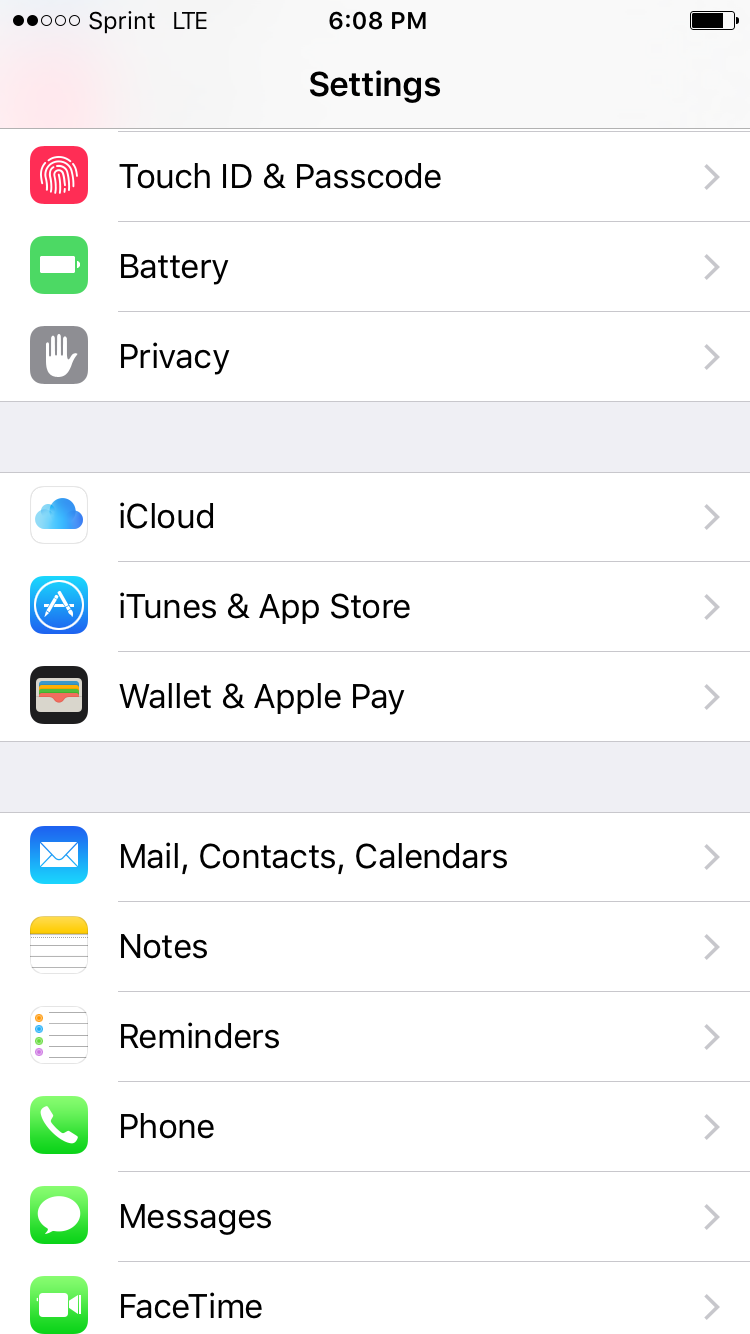 Sprint LTE 6:08 PM
Settings
Touch ID & Passcode
Battery
Privacy
iCloud
iTunes & App Store
Wallet & Apple Pay
Mail, Contacts, Calendars
Notes
Reminders
Phone
Messages
FaceTime